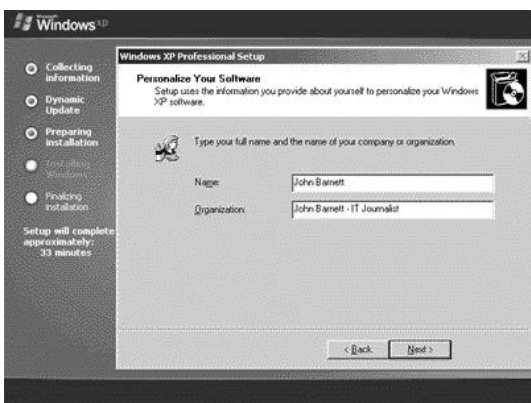 Microsoft
Windows xp
Collecting
information
Dynamic
Update
Preparing
installation
Installing
Windows
Finalizing
installation
Setup will complete
approximately:
33 minutes
Windows XP Professional Setup
Personalize Your Software
Setup uses the information you provide about yourself to personalize your Windows
XP software.
Type your full name and the name of your company or organization.
Name:
John Barnett
Organization:
John Barnett - IT Journalist
< Back
Next >